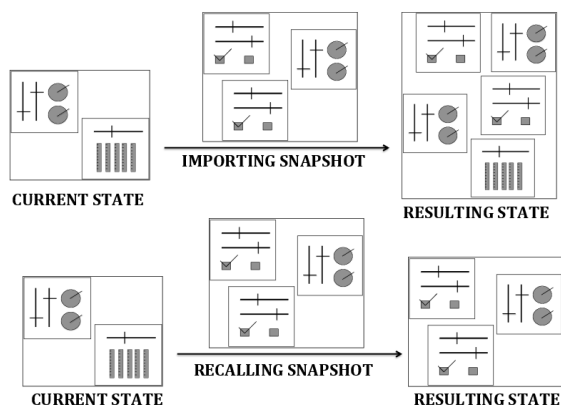 IMPORTING SNAPSHOT
CURRENT STATE
RESULTING STATE
RECALLING SNAPSHOT
CURRENT STATE
RESULTING STATE